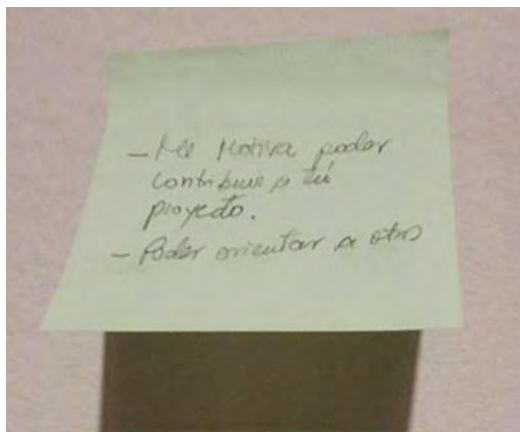 - Me Motiva poder
contribuir a tú
proyecto.
- Poder orientar a otros